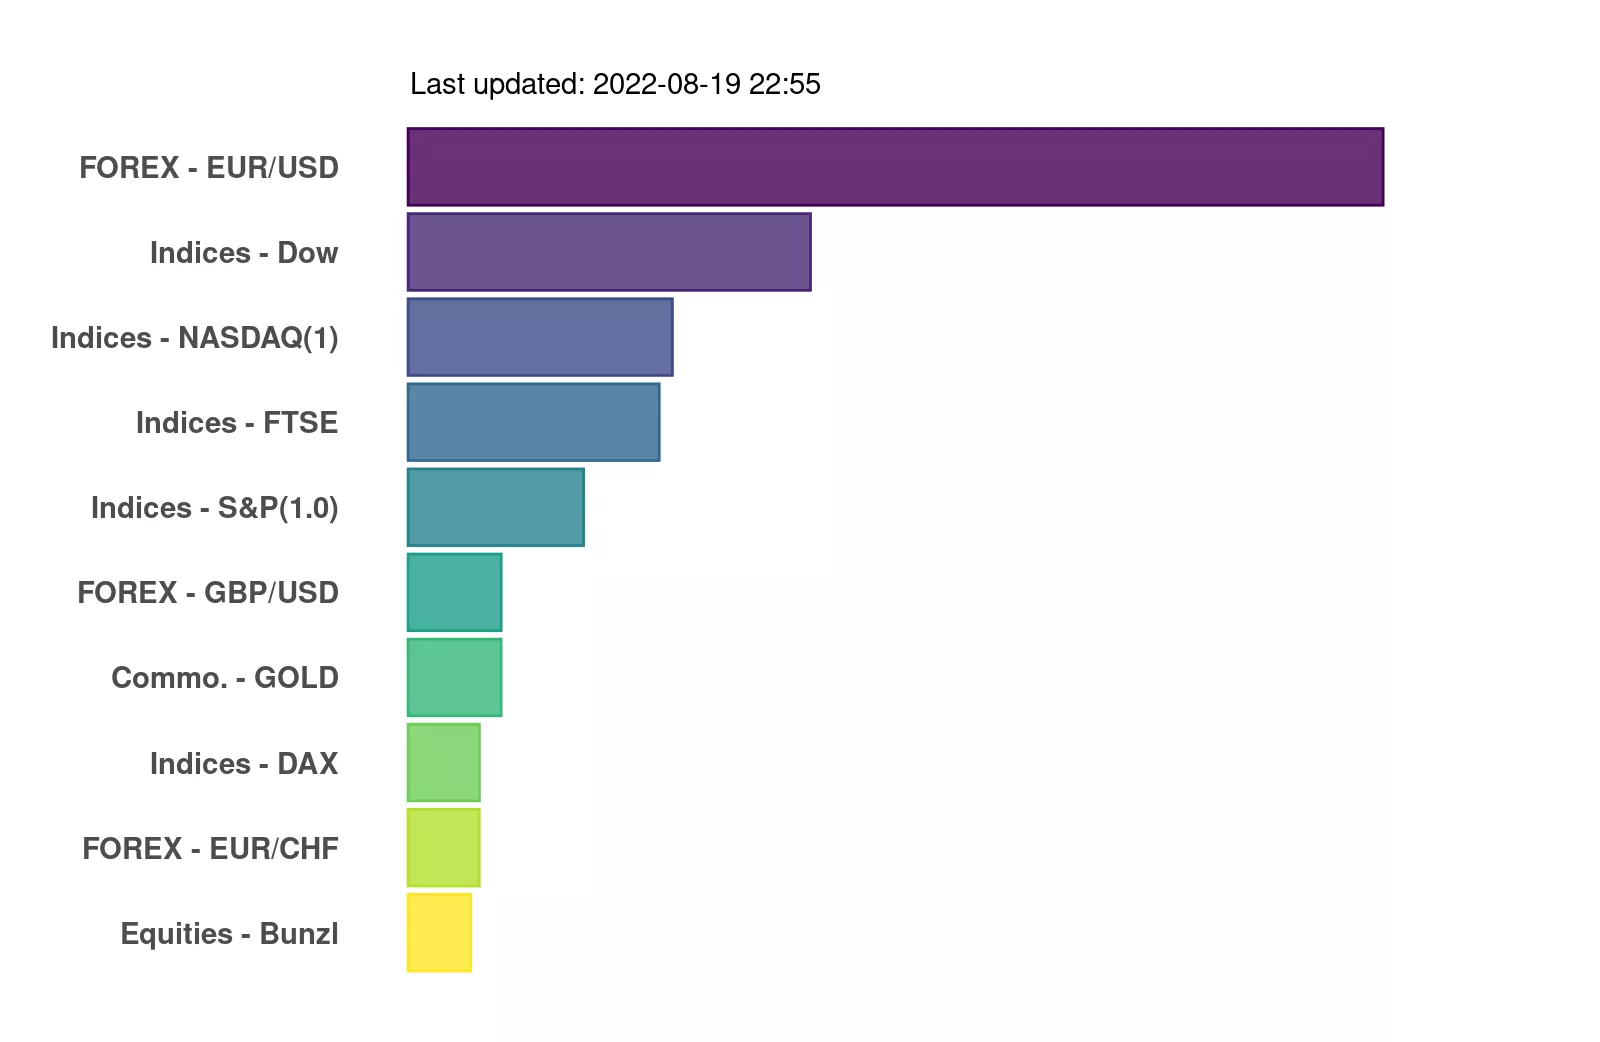 Last updated: 2022-08-19 22:55
FOREX - EUR/USD
Indices - Dow
Indices - NASDAQ(1)
Indices - FTSE
Indices - S&P(1.0)
FOREX - GBP/USD
Commo. - GOLD
Indices - DAX
FOREX - EUR/CHF
Equities - Bunzl